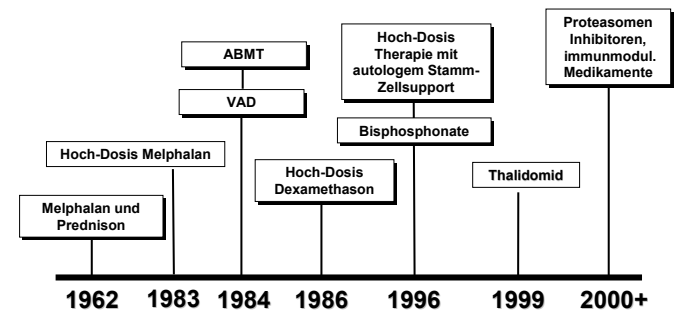 Proteasomen
Inhibitoren,
immunmodul.
Medikamente
Hoch-Dosis
Therapie mit
autologem Stamm-
Zellsupport
ABMT
VAD
Bisphosphonate
Hoch-Dosis Melphalan
Hoch-Dosis
Dexamethason
Thalidomid
Melphalan und
Prednison
1962 1983 1984 1986 1996 1999 2000+